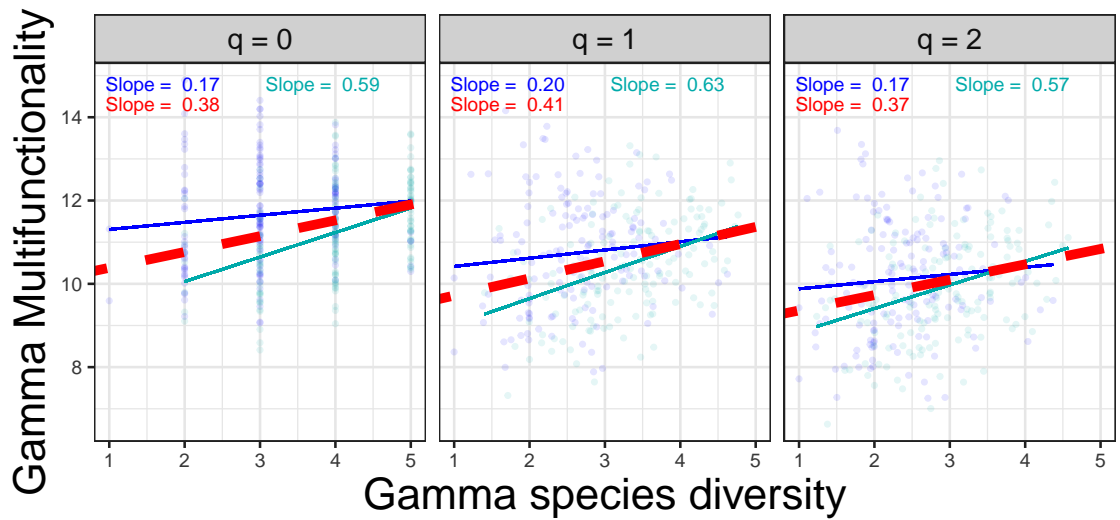 Gamma Multifunctionality
q = 0
q = 1
q = 2
Slope = 0.17
Slope = 0.59
Slope = 0.38
Slope = 0.20
Slope = 0.63
Slope = 0.41
Slope = 0.17
Slope = 0.57
Slope = 0.37
14
12
10
8
1 2 3 4 5
1 2 3 4 5
1 2 3 4 5
Gamma species diversity